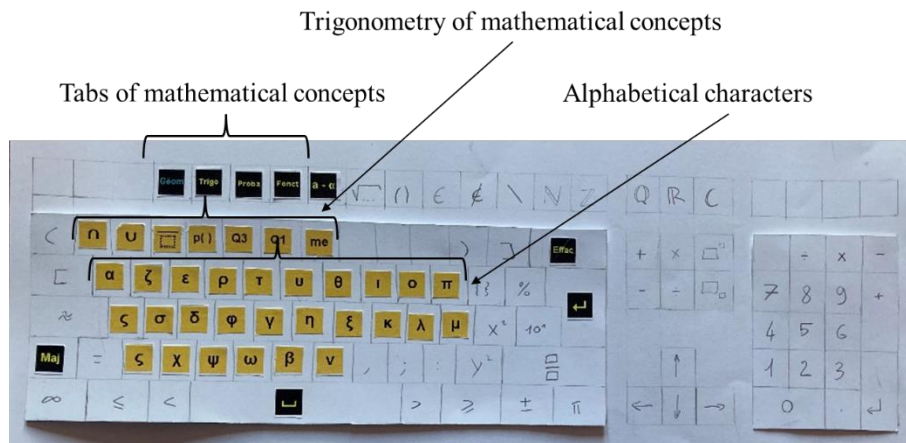 Trigonometry of mathematical concepts
Tabs of mathematical concepts
Alphabetical characters
Géom Trigo Proba Fonct a - α √... () ∈ ∉ \ ℕ ℤ ℚ ℝ C
( ∩ ∪ p( ) Q3 Q1 me ) ] Effac + × ÷ × -
[ α ζ ε ρ τ υ θ ι ο π {} % ↵ - ÷ 7 8 9 +
≈ ς σ δ φ γ η ξ κ λ μ X² 10ⁿ 4 5 6
Maj = ς χ ψ ω β ν , ; : y² ↑ 1 2 3
∞ ≤ < > ≥ ± π ← ↓ → 0 . ↵